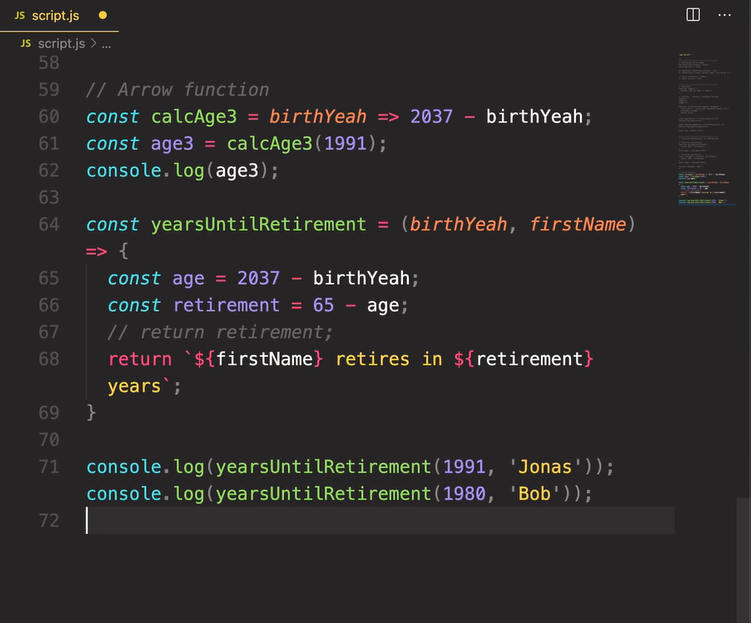 JS script.js ● ···
JS script.js > ...
58
59 // Arrow function
60 const calcAge3 = birthYeah => 2037 - birthYeah;
61 const age3 = calcAge3(1991);
62 console.log(age3);
63
64 const yearsUntilRetirement = (birthYeah, firstName)
=> {
65 const age = 2037 - birthYeah;
66 const retirement = 65 - age;
67 // return retirement;
68 return `${firstName} retires in ${retirement}
years`;
69 }
70
71 console.log(yearsUntilRetirement(1991, 'Jonas'));
console.log(yearsUntilRetirement(1980, 'Bob'));
72